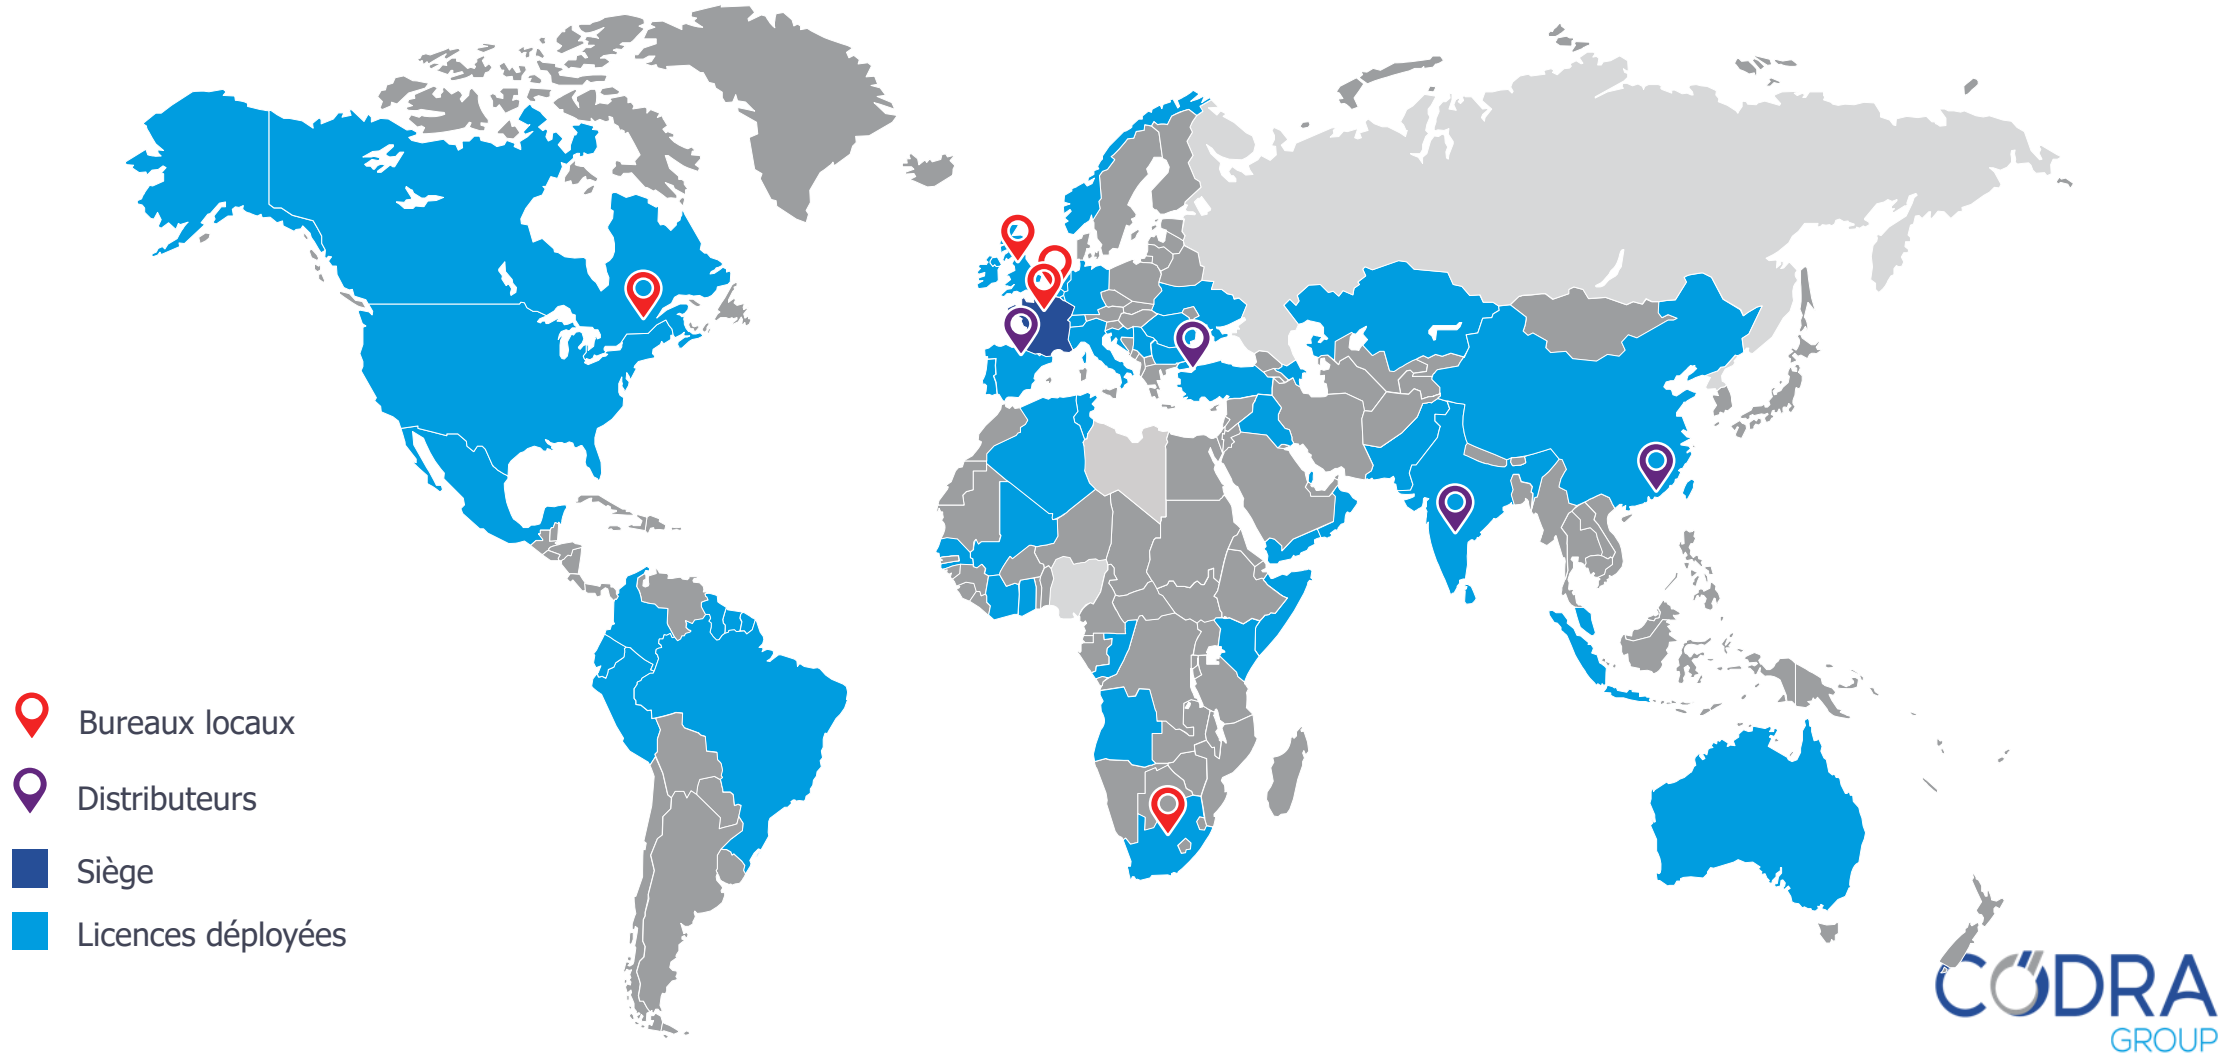 Bureaux locaux
Distributeurs
Siège
Licences déployées
CODRA
GROUP